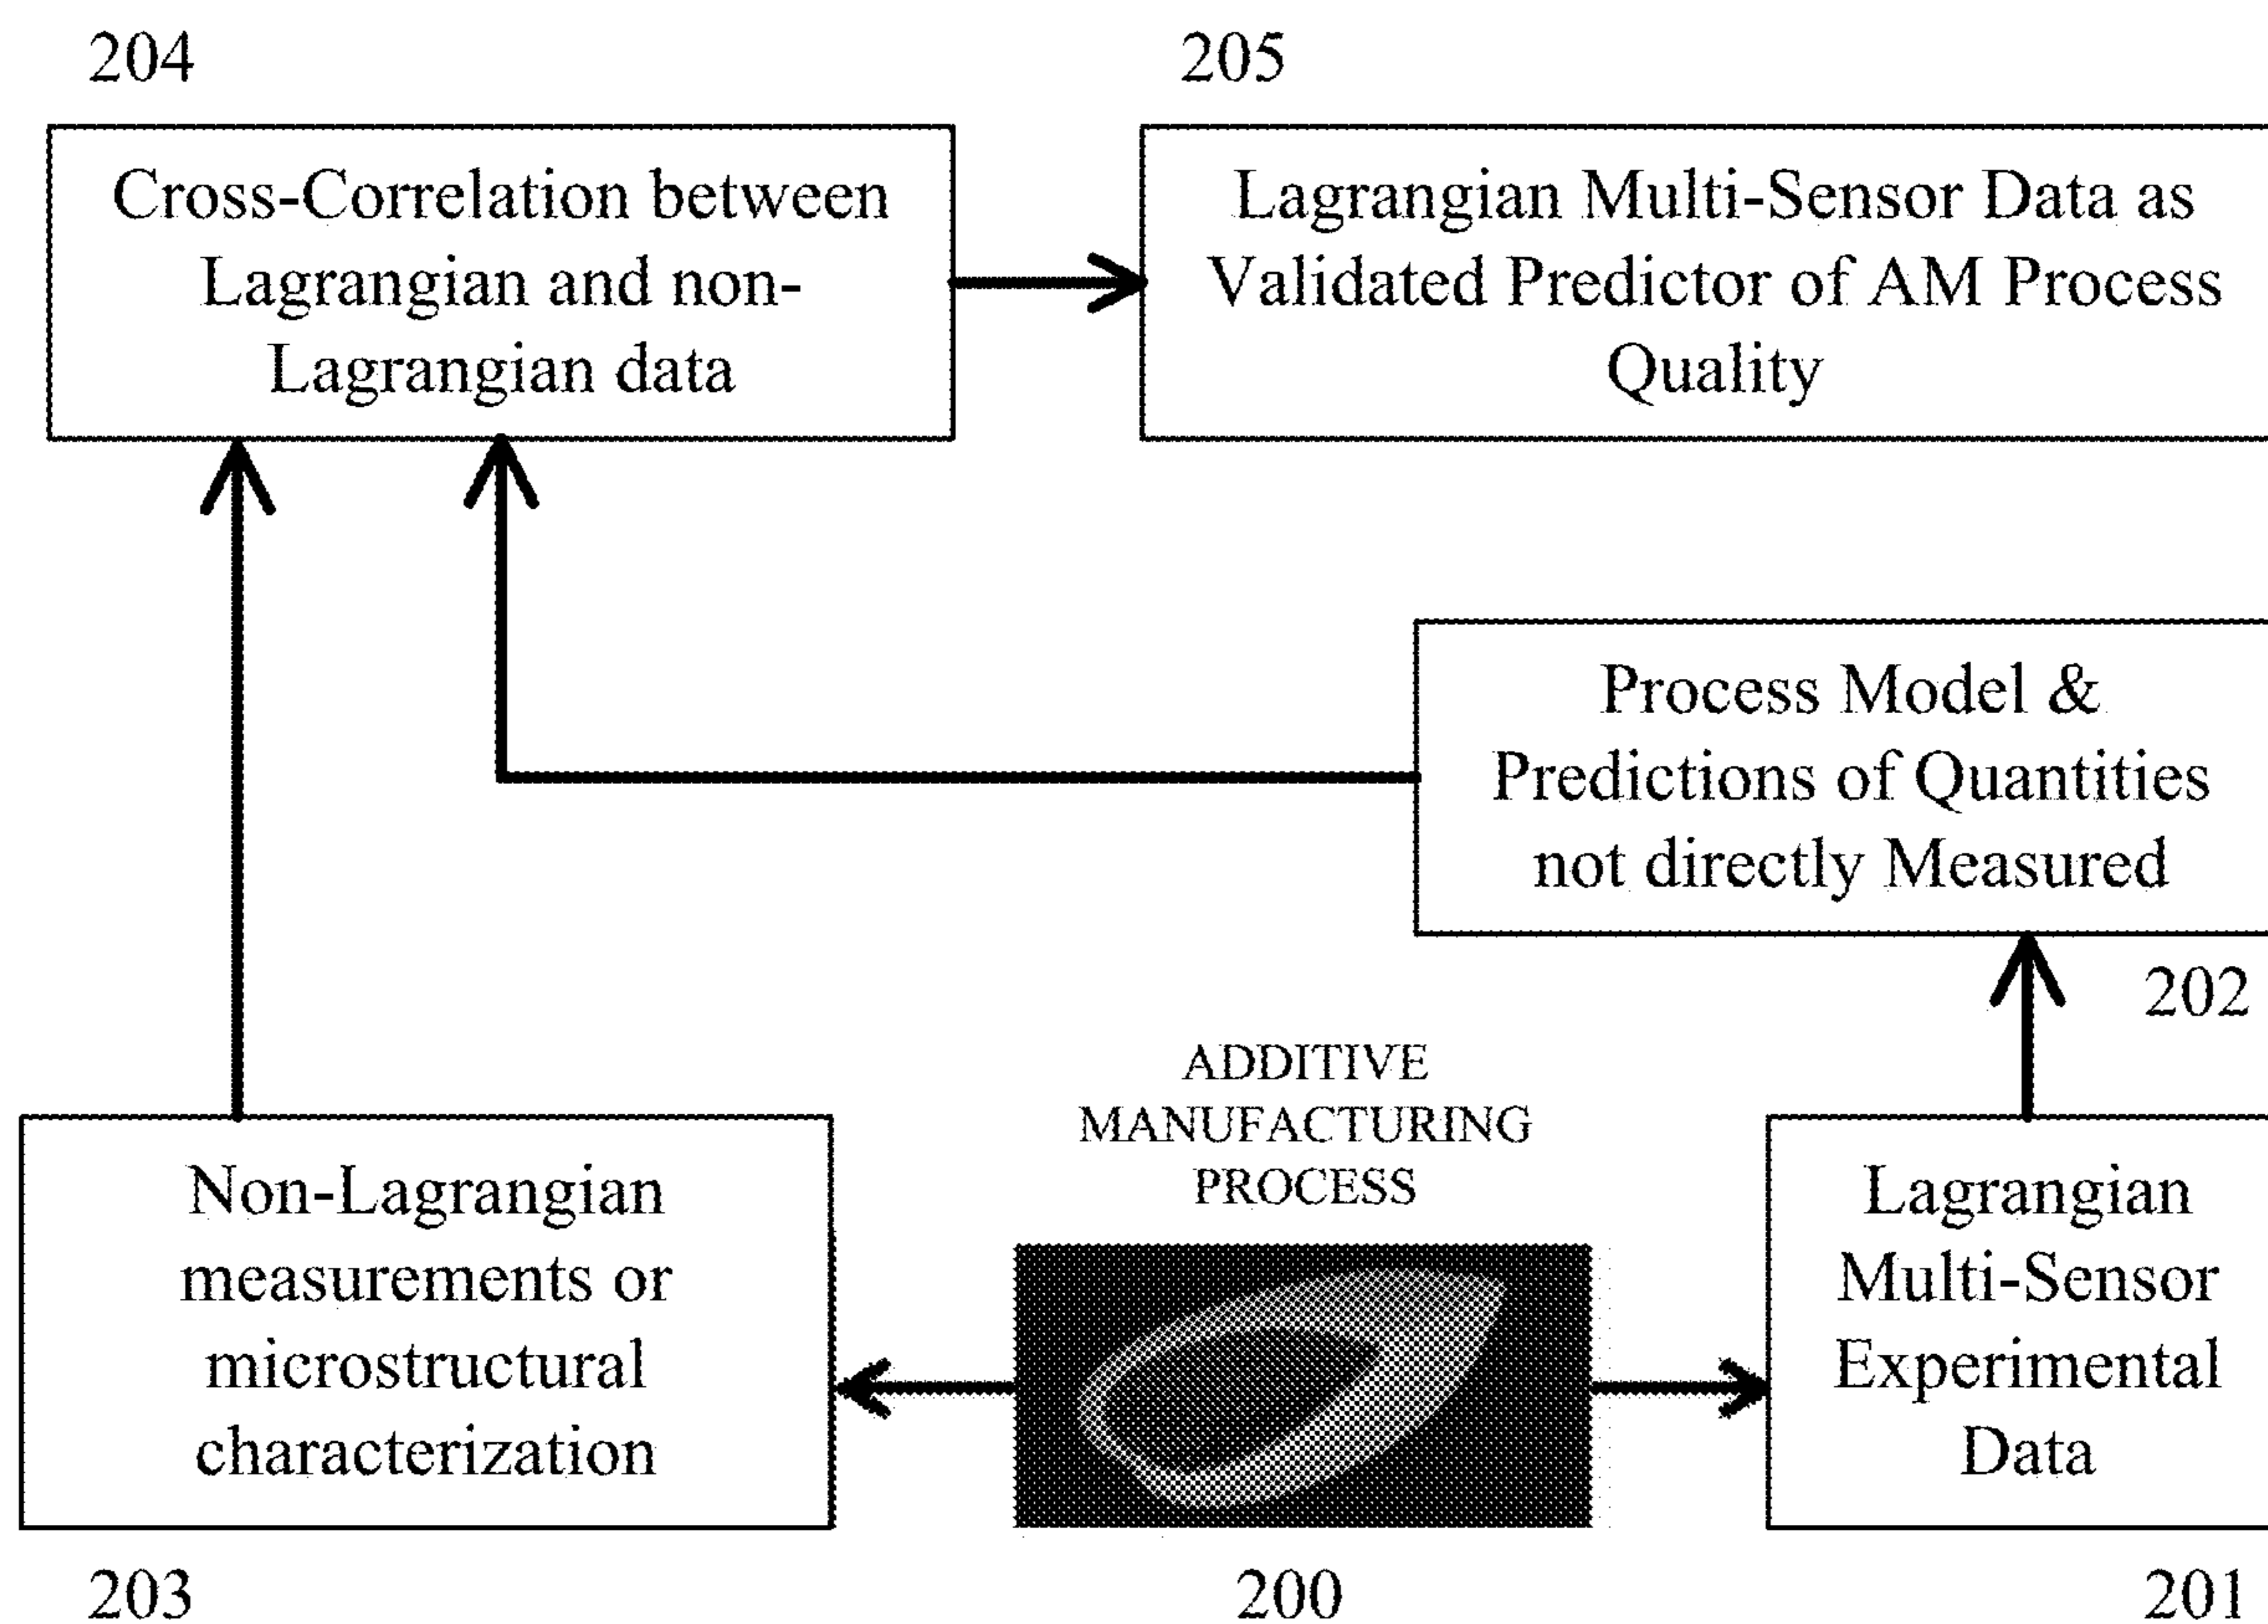 204
205
Cross-Correlation between
Lagrangian and non-
Lagrangian data
Lagrangian Multi-Sensor Data as
Validated Predictor of AM Process
Quality
Process Model &
Predictions of Quantities
not directly Measured
202
ADDITIVE
MANUFACTURING
PROCESS
Non-Lagrangian
measurements or
microstructural
characterization
Lagrangian
Multi-Sensor
Experimental
Data
203
200
201